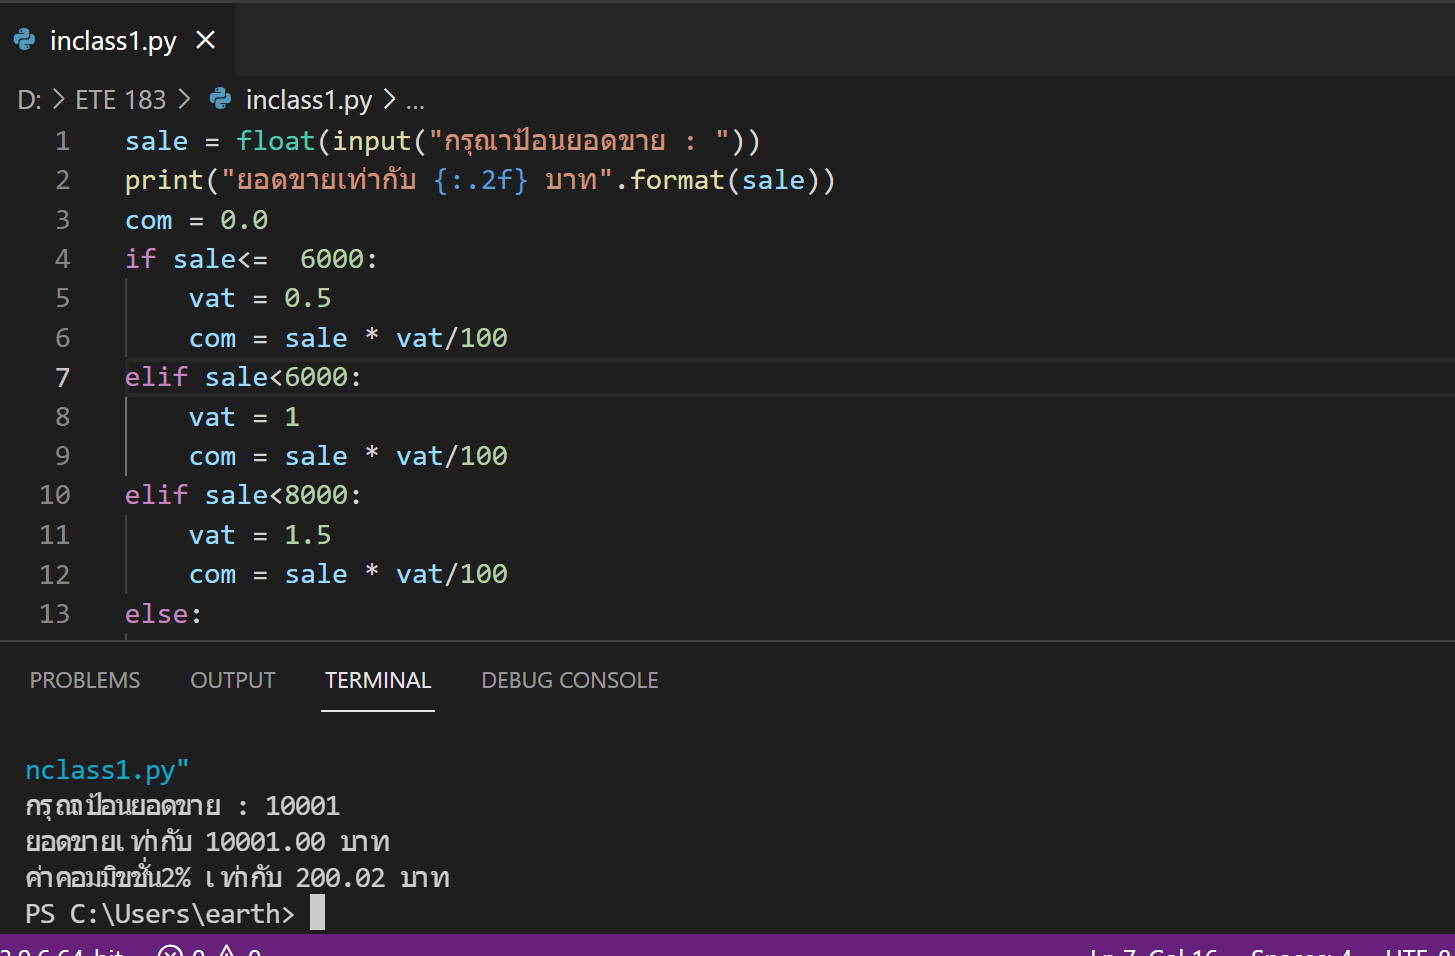 inclass1.py ×
D: > ETE 183 > inclass1.py > ...
1 sale = float(input("กรุณาป้อนยอดขาย : "))
2 print("ยอดขายเท่ากับ {:.2f} บาท".format(sale))
3 com = 0.0
4 if sale<=  6000:
5     vat = 0.5
6     com = sale * vat/100
7 elif sale<6000:
8     vat = 1
9     com = sale * vat/100
10 elif sale<8000:
11     vat = 1.5
12     com = sale * vat/100
13 else:
PROBLEMS OUTPUT TERMINAL DEBUG CONSOLE
nclass1.py"
กรุณาป้อนยอดขาย : 10001
ยอดขายเท่ากับ 10001.00 บาท
ค่าคอมมิขชั่น2% เท่ากับ 200.02 บาท
PS C:\Users\earth>
64-bit 0 0 Ln 7, Col 16 Spaces: 4 UTF-8